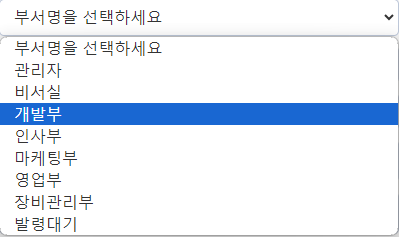 부서명을 선택하세요
부서명을 선택하세요
관리자
비서실
개발부
인사부
마케팅부
영업부
장비관리부
발령대기